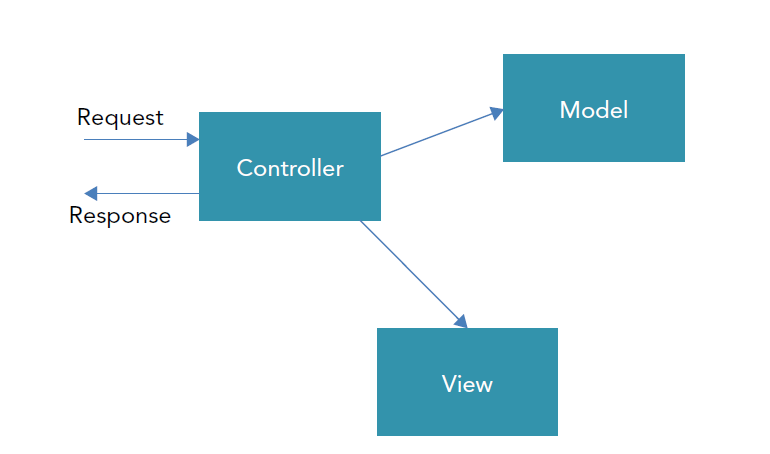 Request
Model
Controller
Response
View